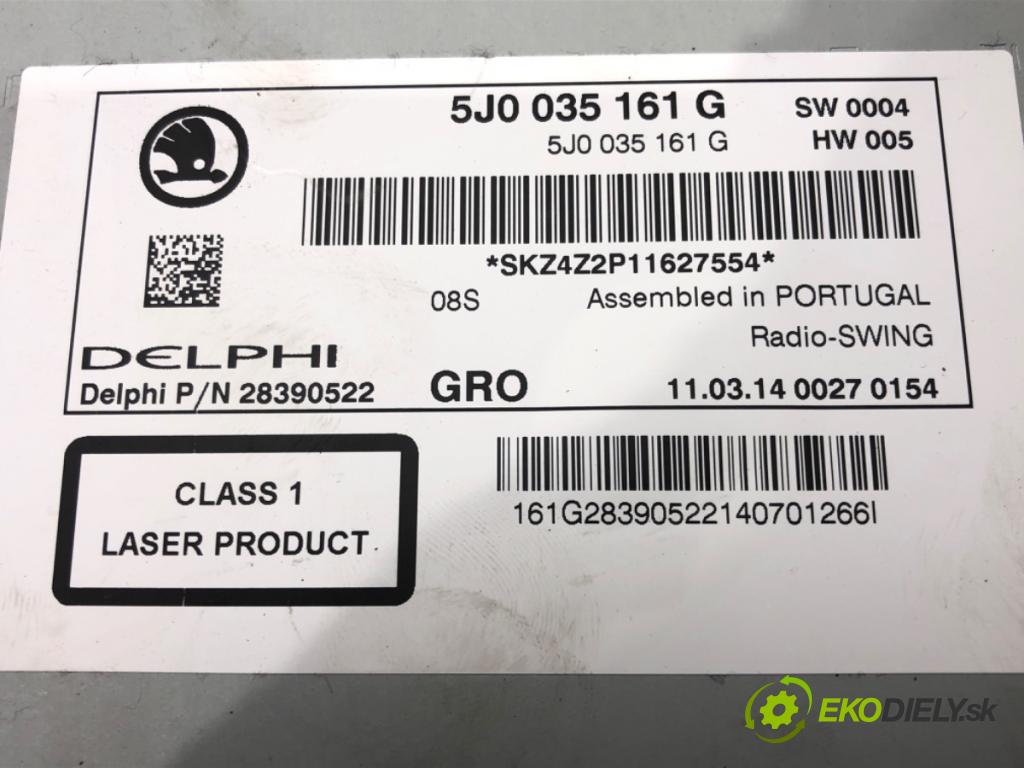 5J0 035 161 G SW 0004
5J0 035 161 G HW 005
*SKZ4Z2P11627554*
08S Assembled in PORTUGAL
Radio-SWING
DELPHI
Delphi P/N 28390522 GRO 11.03.14 0027 0154
CLASS 1
LASER PRODUCT
161G28390522140701266I
EKODIELY.sk